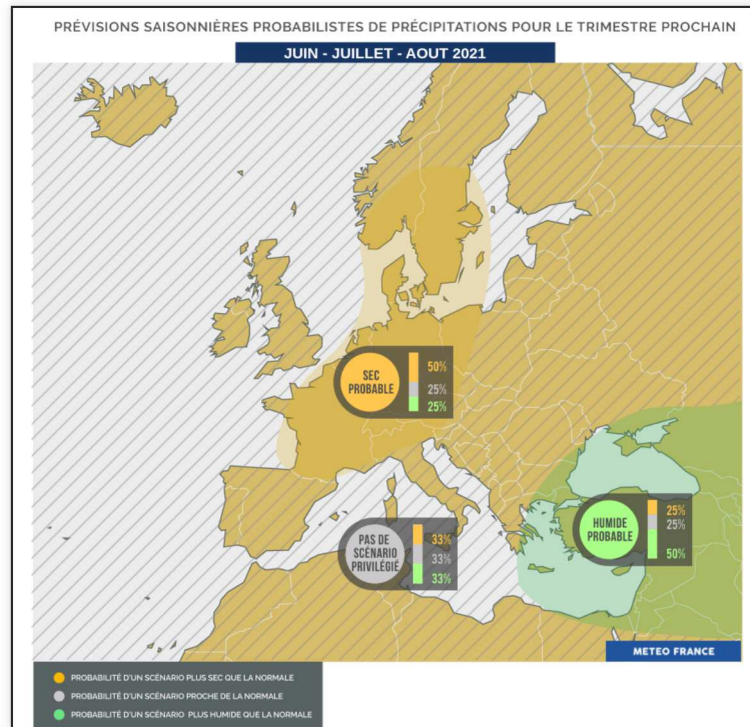 PRÉVISIONS SAISONNIÈRES PROBABILISTES DE PRÉCIPITATIONS POUR LE TRIMESTRE PROCHAIN
JUIN - JUILLET - AOUT 2021
SEC
PROBABLE
50%
25%
25%
PAS DE
SCÉNARIO
PRIVILÉGIÉ
33%
33%
33%
HUMIDE
PROBABLE
25%
25%
50%
METEO FRANCE
PROBABILITÉ D'UN SCÉNARIO PLUS SEC QUE LA NORMALE
PROBABILITÉ D'UN SCÉNARIO PROCHE DE LA NORMALE
PROBABILITÉ D'UN SCÉNARIO PLUS HUMIDE QUE LA NORMALE